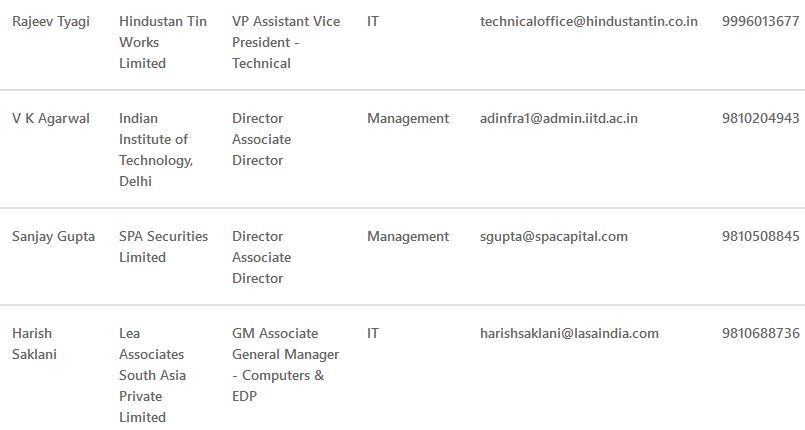 Rajeev Tyagi Hindustan Tin VP Assistant Vice IT technicaloffice@hindustantin.co.in 9996013677
Works President -
Limited Technical
V K Agarwal Indian Director Management adinfra1@admin.iitd.ac.in 9810204943
Institute of Associate
Technology, Director
Delhi
Sanjay Gupta SPA Securities Director Management sgupta@spacapital.com 9810508845
Limited Associate
Director
Harish Lea GM Associate IT harishsaklani@lasaindia.com 9810688736
Saklani Associates General Manager
South Asia - Computers &
Private EDP
Limited